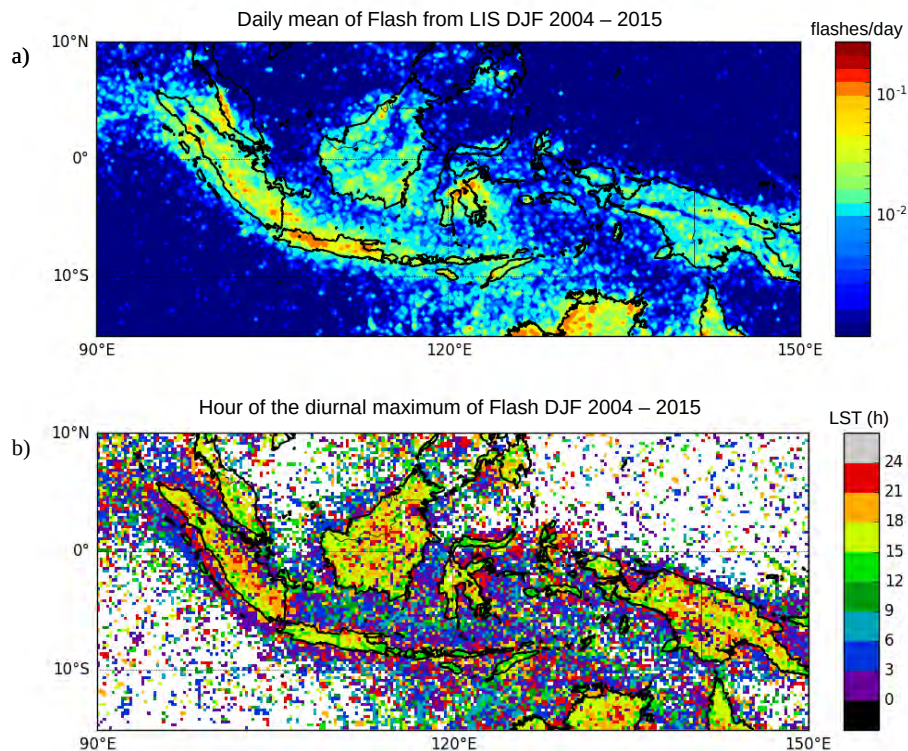 Daily mean of Flash from LIS DJF 2004 – 2015
flashes/day
a)
10°N
0°
10°S
90°E
120°E
150°E
10⁻¹
10⁻²
Hour of the diurnal maximum of Flash DJF 2004 – 2015
LST (h)
b)
10°N
0°
10°S
90°E
120°E
150°E
24
21
18
15
12
9
6
3
0